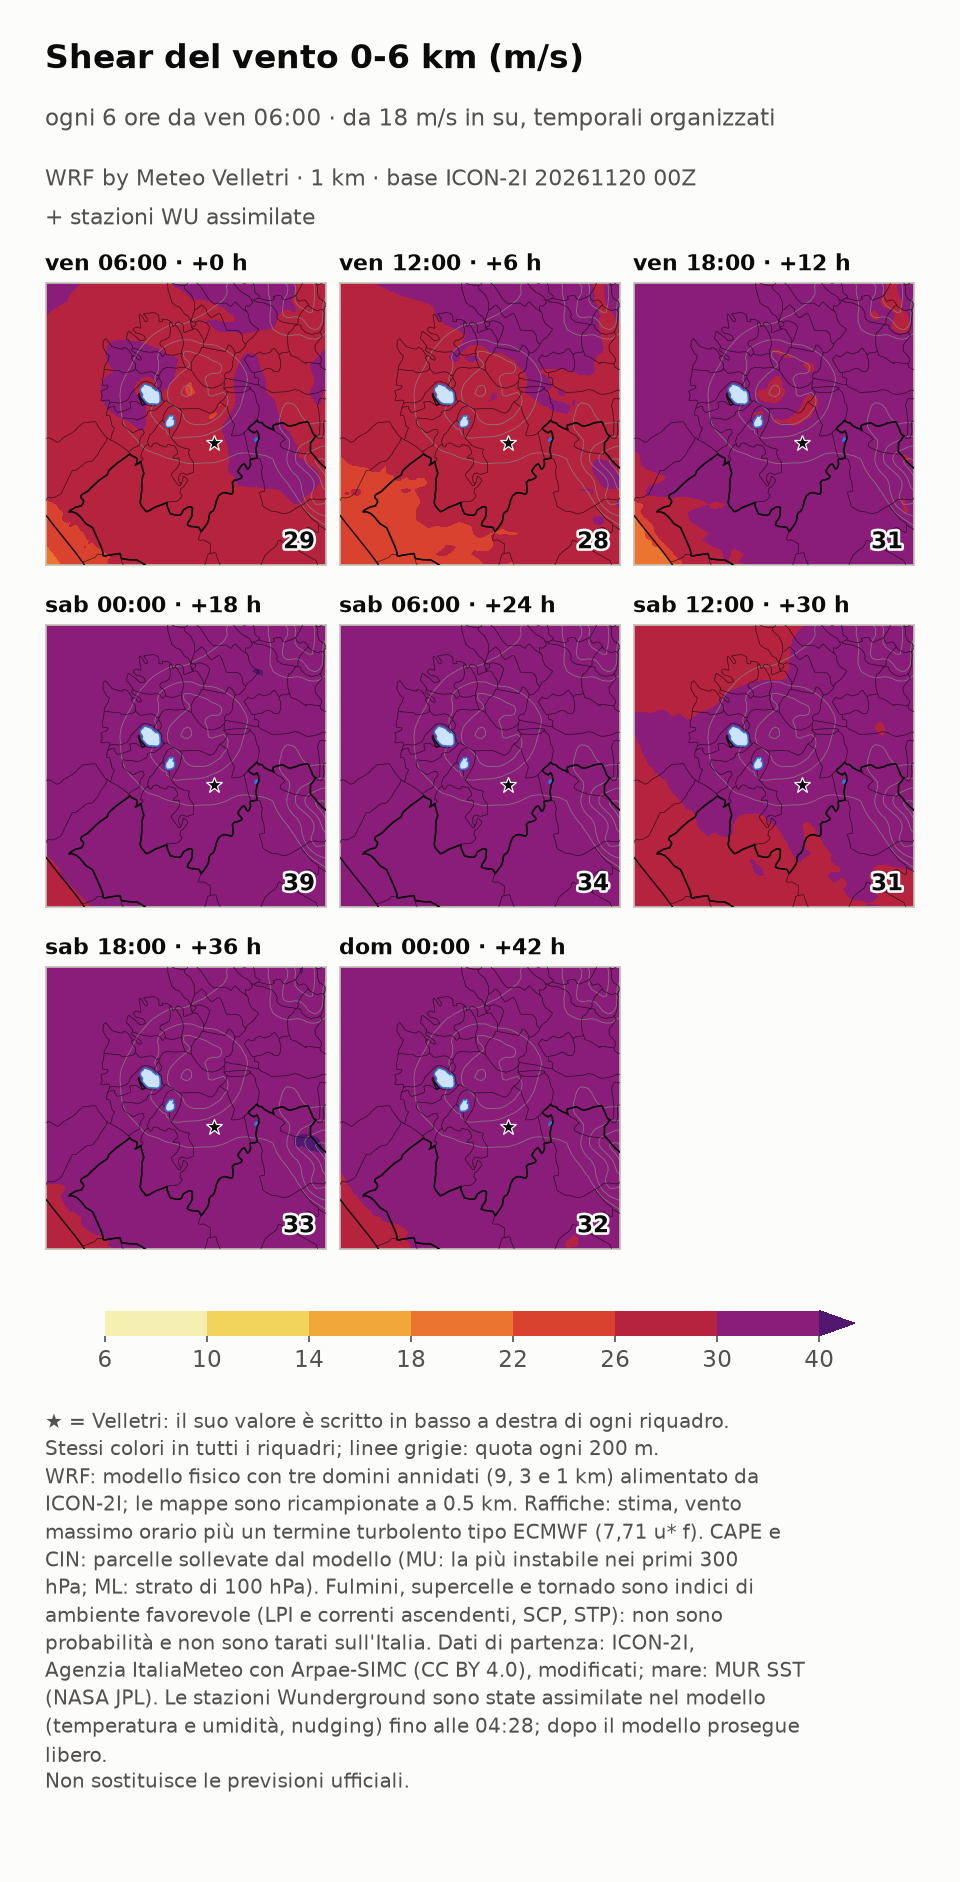 Shear del vento 0-6 km (m/s)
ogni 6 ore da ven 06:00 · da 18 m/s in su, temporali organizzati
WRF by Meteo Velletri · 1 km · base ICON-2I 20261120 00Z
+ stazioni WU assimilate
ven 06:00 · +0 h
ven 12:00 · +6 h
ven 18:00 · +12 h
29
28
31
sab 00:00 · +18 h
sab 06:00 · +24 h
sab 12:00 · +30 h
39
34
31
sab 18:00 · +36 h
dom 00:00 · +42 h
33
32
6 10 14 18 22 26 30 40
★ = Velletri: il suo valore è scritto in basso a destra di ogni riquadro.
Stessi colori in tutti i riquadri; linee grigie: quota ogni 200 m.
WRF: modello fisico con tre domini annidati (9, 3 e 1 km) alimentato da
ICON-2I; le mappe sono ricampionate a 0.5 km. Raffiche: stima, vento
massimo orario più un termine turbolento tipo ECMWF (7,71 u* f). CAPE e
CIN: parcelle sollevate dal modello (MU: la più instabile nei primi 300
hPa; ML: strato di 100 hPa). Fulmini, supercelle e tornado sono indici di
ambiente favorevole (LPI e correnti ascendenti, SCP, STP): non sono
probabilità e non sono tarati sull'Italia. Dati di partenza: ICON-2I,
Agenzia ItaliaMeteo con Arpae-SIMC (CC BY 4.0), modificati; mare: MUR SST
(NASA JPL). Le stazioni Wunderground sono state assimilate nel modello
(temperatura e umidità, nudging) fino alle 04:28; dopo il modello prosegue
libero.
Non sostituisce le previsioni ufficiali.